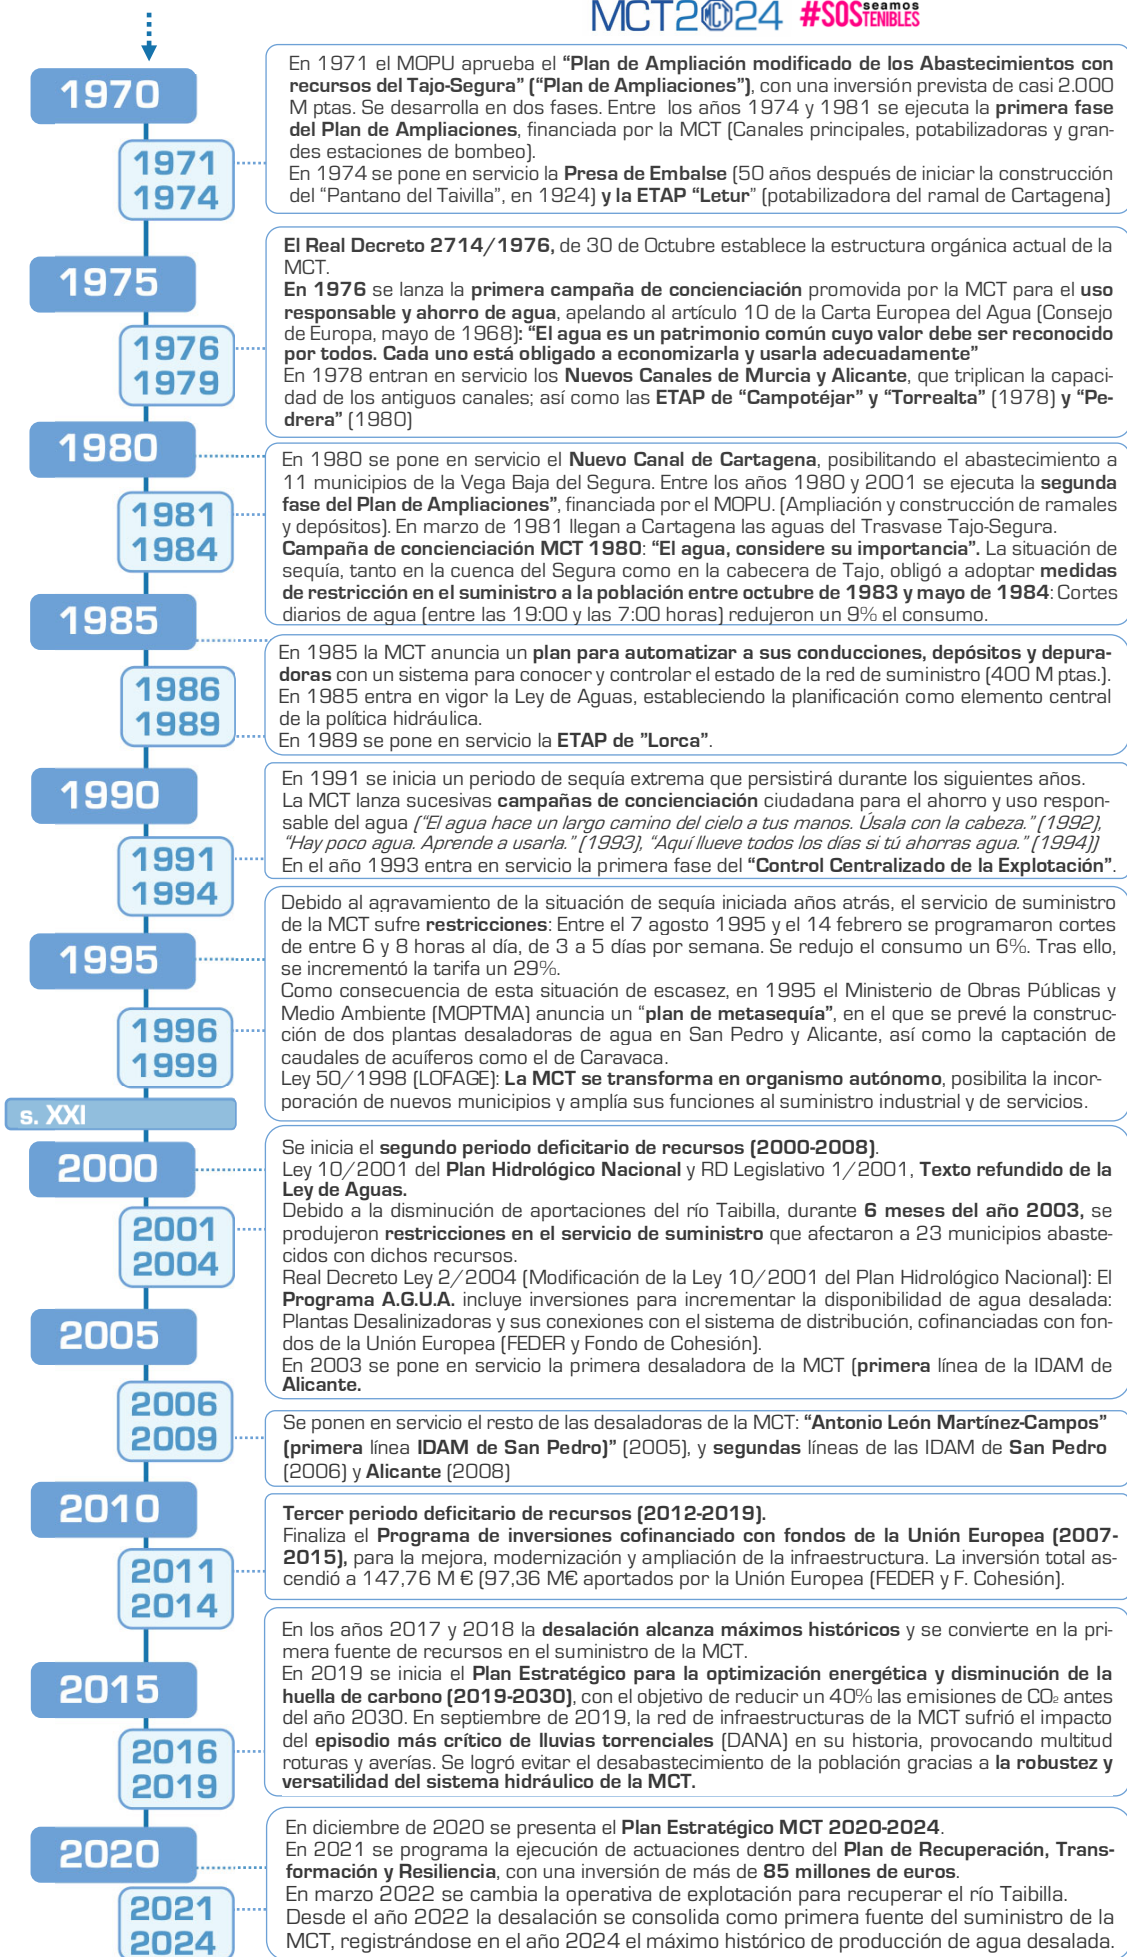 MCT2024 #SOSseamos TENIBLES
1970
En 1971 el MOPU aprueba el “Plan de Ampliación modificado de los Abastecimientos con
recursos del Tajo-Segura” (“Plan de Ampliaciones”), con una inversión prevista de casi 2.000
M ptas. Se desarrolla en dos fases. Entre los años 1974 y 1981 se ejecuta la primera fase
del Plan de Ampliaciones, financiada por la MCT (Canales principales, potabilizadoras y gran-
des estaciones de bombeo).
1971
1974
En 1974 se pone en servicio la Presa de Embalse (50 años después de iniciar la construcción
del “Pantano del Taivilla”, en 1924) y la ETAP “Letur” (potabilizadora del ramal de Cartagena)
1975
El Real Decreto 2714/1976, de 30 de Octubre establece la estructura orgánica actual de la
MCT.
En 1976 se lanza la primera campaña de concienciación promovida por la MCT para el uso
responsable y ahorro de agua, apelando al artículo 10 de la Carta Europea del Agua (Consejo
de Europa, mayo de 1968): “El agua es un patrimonio común cuyo valor debe ser reconocido
por todos. Cada uno está obligado a economizarla y usarla adecuadamente”
1976
1979
En 1978 entran en servicio los Nuevos Canales de Murcia y Alicante, que triplican la capaci-
dad de los antiguos canales; así como las ETAP de “Campotéjar” y “Torrealta” (1978) y “Pe-
drera” (1980)
1980
En 1980 se pone en servicio el Nuevo Canal de Cartagena, posibilitando el abastecimiento a
11 municipios de la Vega Baja del Segura. Entre los años 1980 y 2001 se ejecuta la segunda
fase del Plan de Ampliaciones”, financiada por el MOPU. (Ampliación y construcción de ramales
y depósitos). En marzo de 1981 llegan a Cartagena las aguas del Trasvase Tajo-Segura.
1981
1984
Campaña de concienciación MCT 1980: “El agua, considere su importancia”. La situación de
sequía, tanto en la cuenca del Segura como en la cabecera de Tajo, obligó a adoptar medidas
de restricción en el suministro a la población entre octubre de 1983 y mayo de 1984: Cortes
diarios de agua (entre las 19:00 y las 7:00 horas) redujeron un 9% el consumo.
1985
En 1985 la MCT anuncia un plan para automatizar a sus conducciones, depósitos y depura-
doras con un sistema para conocer y controlar el estado de la red de suministro (400 M ptas.).
1986
1989
En 1985 entra en vigor la Ley de Aguas, estableciendo la planificación como elemento central
de la política hidráulica.
En 1989 se pone en servicio la ETAP de ”Lorca”.
1990
En 1991 se inicia un periodo de sequía extrema que persistirá durante los siguientes años.
La MCT lanza sucesivas campañas de concienciación ciudadana para el ahorro y uso respon-
sable del agua (“El agua hace un largo camino del cielo a tus manos. Úsala con la cabeza.” (1992),
“Hay poco agua. Aprende a usarla.” (1993), “Aquí llueve todos los días si tú ahorras agua.” (1994))
1991
1994
En el año 1993 entra en servicio la primera fase del “Control Centralizado de la Explotación”.
Debido al agravamiento de la situación de sequía iniciada años atrás, el servicio de suministro
de la MCT sufre restricciones: Entre el 7 agosto 1995 y el 14 febrero se programaron cortes
de entre 6 y 8 horas al día, de 3 a 5 días por semana. Se redujo el consumo un 6%. Tras ello,
se incrementó la tarifa un 29%.
1995
Como consecuencia de esta situación de escasez, en 1995 el Ministerio de Obras Públicas y
Medio Ambiente (MOPTMA) anuncia un “plan de metasequía”, en el que se prevé la construc-
ción de dos plantas desaladoras de agua en San Pedro y Alicante, así como la captación de
caudales de acuíferos como el de Caravaca.
1996
1999
Ley 50/1998 (LOFAGE): La MCT se transforma en organismo autónomo, posibilita la incor-
poración de nuevos municipios y amplía sus funciones al suministro industrial y de servicios.
s. XXI
2000
Se inicia el segundo periodo deficitario de recursos (2000-2008).
Ley 10/2001 del Plan Hidrológico Nacional y RD Legislativo 1/2001, Texto refundido de la
Ley de Aguas.
2001
2004
Debido a la disminución de aportaciones del río Taibilla, durante 6 meses del año 2003, se
produjeron restricciones en el servicio de suministro que afectaron a 23 municipios abaste-
cidos con dichos recursos.
Real Decreto Ley 2/2004 (Modificación de la Ley 10/2001 del Plan Hidrológico Nacional): El
Programa A.G.U.A. incluye inversiones para incrementar la disponibilidad de agua desalada:
Plantas Desalinizadoras y sus conexiones con el sistema de distribución, cofinanciadas con fon-
dos de la Unión Europea (FEDER y Fondo de Cohesión).
2005
En 2003 se pone en servicio la primera desaladora de la MCT (primera línea de la IDAM de
Alicante.
2006
2009
Se ponen en servicio el resto de las desaladoras de la MCT: “Antonio León Martínez-Campos”
(primera línea IDAM de San Pedro)” (2005), y segundas líneas de las IDAM de San Pedro
(2006) y Alicante (2008)
2010
Tercer periodo deficitario de recursos (2012-2019).
Finaliza el Programa de inversiones cofinanciado con fondos de la Unión Europea (2007-
2015), para la mejora, modernización y ampliación de la infraestructura. La inversión total as-
cendió a 147,76 M € (97,36 M€ aportados por la Unión Europea (FEDER y F. Cohesión).
2011
2014
En los años 2017 y 2018 la desalación alcanza máximos históricos y se convierte en la pri-
mera fuente de recursos en el suministro de la MCT.
2015
En 2019 se inicia el Plan Estratégico para la optimización energética y disminución de la
huella de carbono (2019-2030), con el objetivo de reducir un 40% las emisiones de CO₂ antes
del año 2030. En septiembre de 2019, la red de infraestructuras de la MCT sufrió el impacto
del episodio más crítico de lluvias torrenciales (DANA) en su historia, provocando multitud
roturas y averías. Se logró evitar el desabastecimiento de la población gracias a la robustez y
versatilidad del sistema hidráulico de la MCT.
2016
2019
2020
En diciembre de 2020 se presenta el Plan Estratégico MCT 2020-2024.
En 2021 se programa la ejecución de actuaciones dentro del Plan de Recuperación, Trans-
formación y Resiliencia, con una inversión de más de 85 millones de euros.
2021
2024
En marzo 2022 se cambia la operativa de explotación para recuperar el río Taibilla.
Desde el año 2022 la desalación se consolida como primera fuente del suministro de la
MCT, registrándose en el año 2024 el máximo histórico de producción de agua desalada.